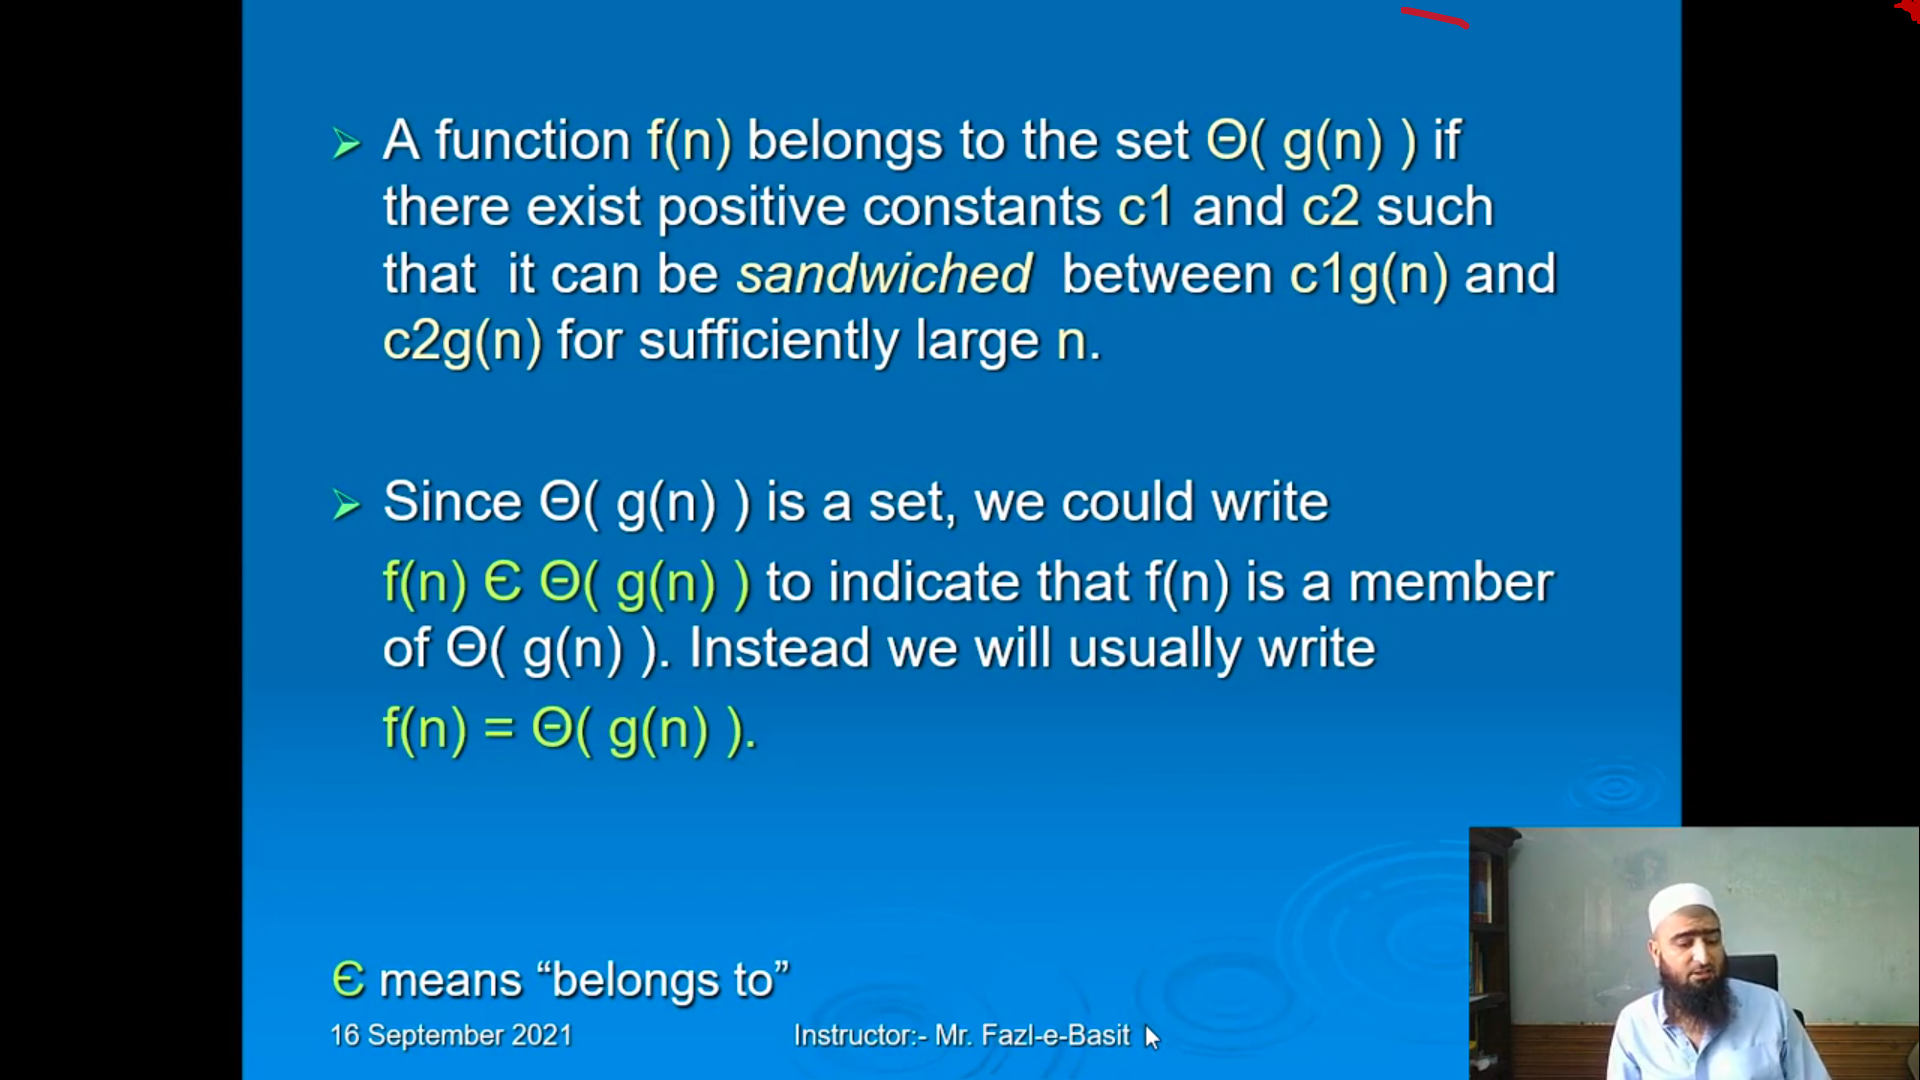 A function f(n) belongs to the set Θ( g(n) ) if
there exist positive constants c1 and c2 such
that it can be sandwiched between c1g(n) and
c2g(n) for sufficiently large n.
Since Θ( g(n) ) is a set, we could write
f(n) Є Θ( g(n) ) to indicate that f(n) is a member
of Θ( g(n) ). Instead we will usually write
f(n) = Θ( g(n) ).
Є means “belongs to”
16 September 2021
Instructor:- Mr. Fazl-e-Basit